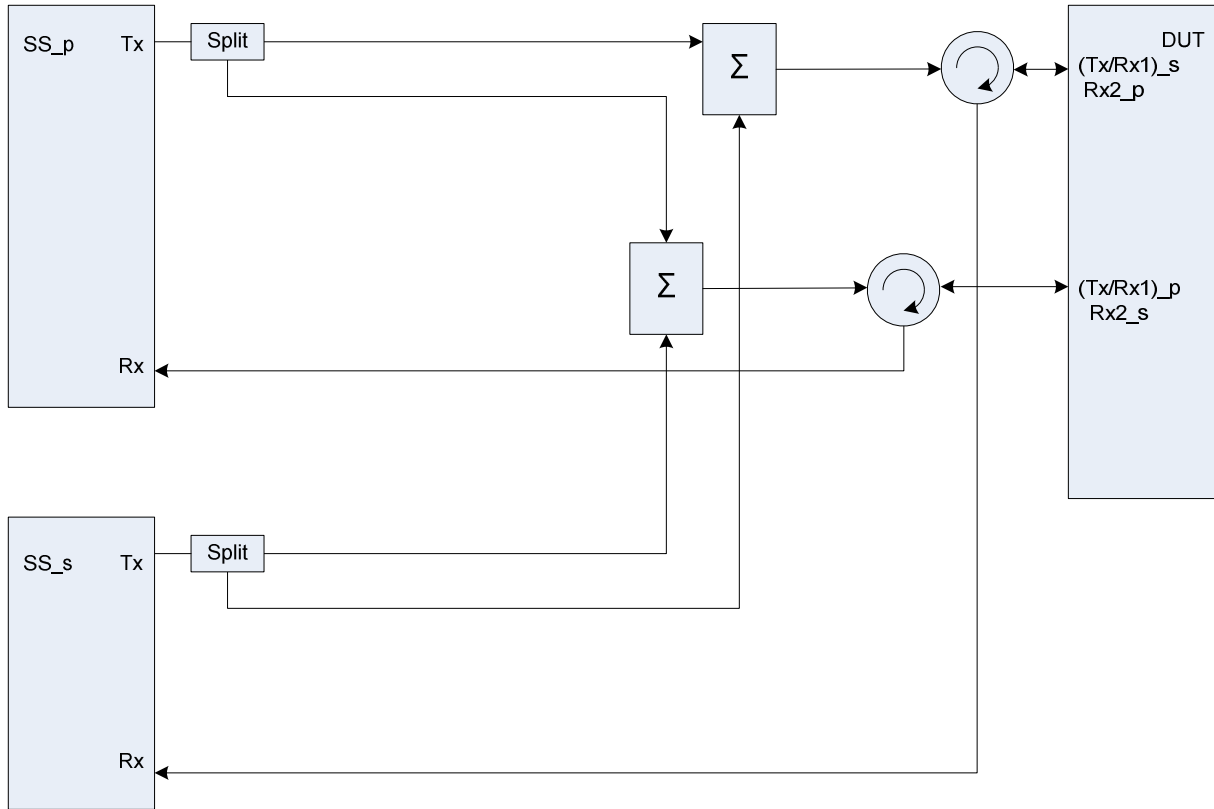 SS_p
Tx
Split
Σ
DUT
(Tx/Rx1)_s
Rx2_p
Σ
(Tx/Rx1)_p
Rx2_s
Rx
SS_s
Tx
Split
Rx